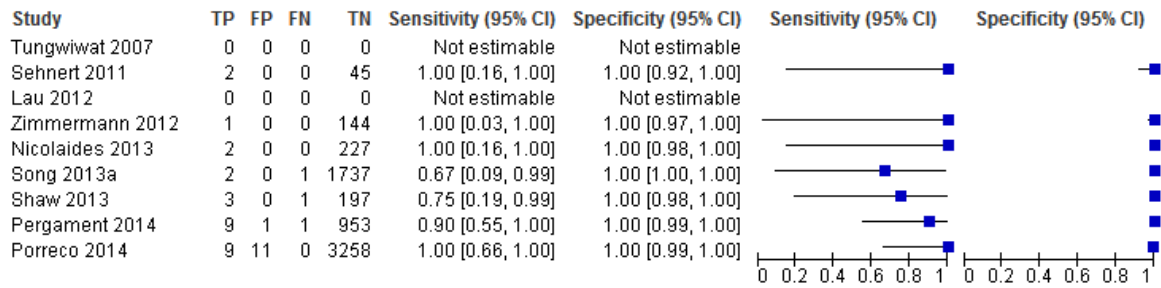 Study TP FP FN TN Sensitivity (95% CI) Specificity (95% CI) Sensitivity (95% CI) Specificity (95% CI)
Tungwiwat 2007 0 0 0 0 Not estimable Not estimable
Sehnert 2011 2 0 0 45 1.00 [0.16, 1.00] 1.00 [0.92, 1.00]
Lau 2012 0 0 0 0 Not estimable Not estimable
Zimmermann 2012 1 0 0 144 1.00 [0.03, 1.00] 1.00 [0.97, 1.00]
Nicolaides 2013 2 0 0 227 1.00 [0.16, 1.00] 1.00 [0.98, 1.00]
Song 2013a 2 0 1 1737 0.67 [0.09, 0.99] 1.00 [1.00, 1.00]
Shaw 2013 3 0 1 197 0.75 [0.19, 0.99] 1.00 [0.98, 1.00]
Pergament 2014 9 1 1 953 0.90 [0.55, 1.00] 1.00 [0.99, 1.00]
Porreco 2014 9 11 0 3258 1.00 [0.66, 1.00] 1.00 [0.99, 1.00]
0 0.2 0.4 0.6 0.8 1 0 0.2 0.4 0.6 0.8 1